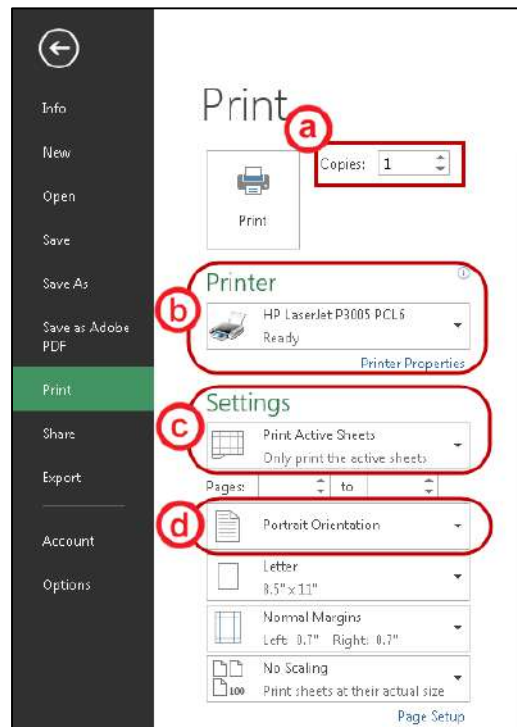 Info
New
Open
Save
Save As
Save as Adobe
PDF
Print
Share
Export
Account
Options
Print
a
Copies: 1
Print
Printer
b
HP LaserJet P3005 PCL6
Ready
Printer Properties
Settings
c
Print Active Sheets
Only print the active sheets
Pages: to
d
Portrait Orientation
Letter
8.5" x 11"
Normal Margins
Left: 0.7" Right: 0.7"
No Scaling
100
Print sheets at their actual size
Page Setup